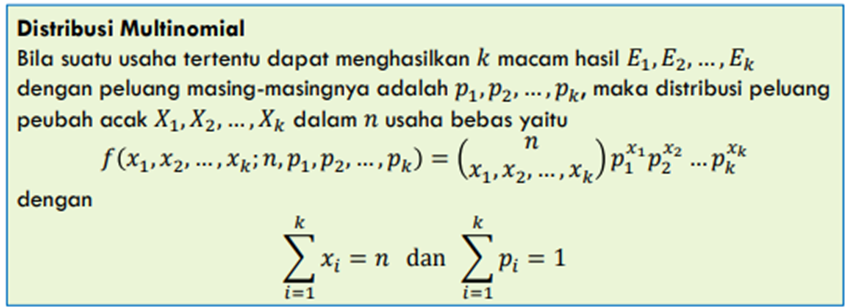 Distribusi Multinomial
Bila suatu usaha tertentu dapat menghasilkan k macam hasil E₁, E₂, ..., Eₖ
dengan peluang masing-masingnya adalah p₁, p₂, ..., pₖ, maka distribusi peluang
peubah acak X₁, X₂, ..., Xₖ dalam n usaha bebas yaitu
f(x₁, x₂, ..., xₖ; n, p₁, p₂, ..., pₖ) = (n / x₁, x₂, ..., xₖ) p₁^x₁ p₂^x₂ ... pₖ^xₖ
dengan
∑_{i=1}^{k} xᵢ = n dan ∑_{i=1}^{k} pᵢ = 1